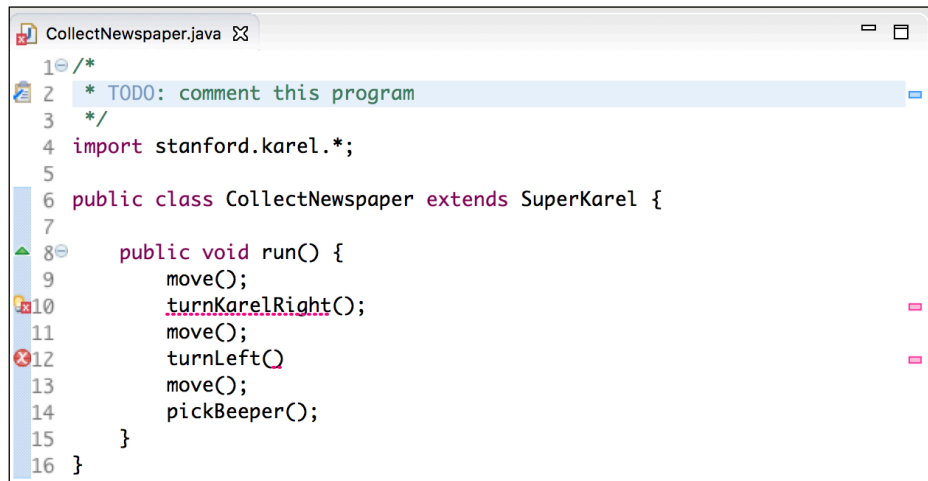 CollectNewspaper.java
1 /*
2 * TODO: comment this program
3 */
4 import stanford.karel.*;
5
6 public class CollectNewspaper extends SuperKarel {
7
8 public void run() {
9 move();
10 turnKarelRight();
11 move();
12 turnLeft()
13 move();
14 pickBeeper();
15 }
16 }